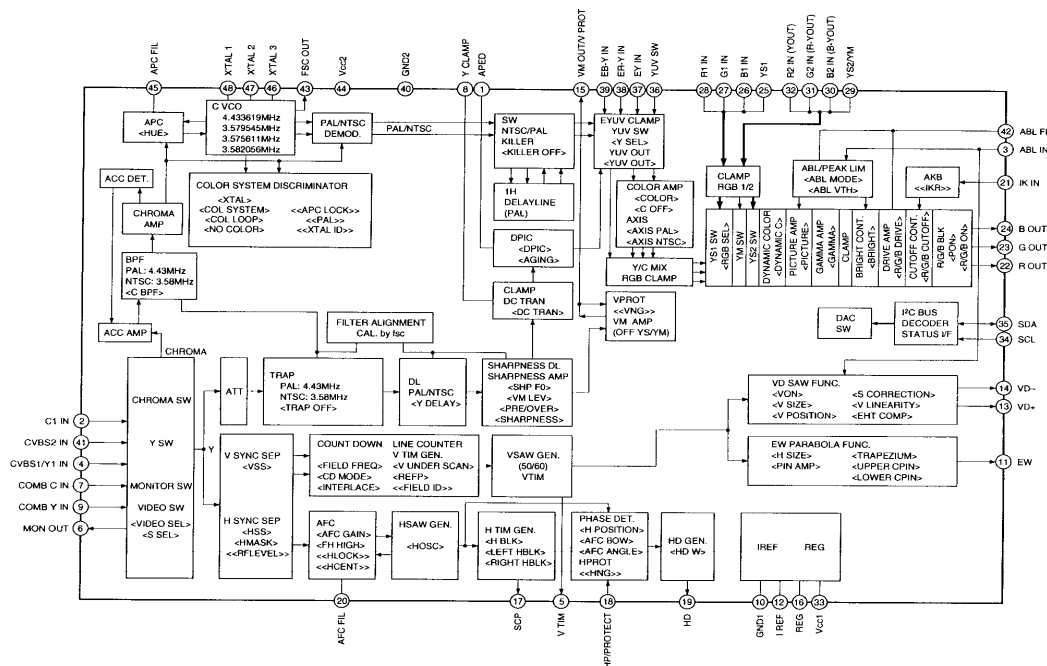 APC FIL
XTAL 1
XTAL 2
XTAL 3
FSC OUT
Vcc2
GND2
Y CLAMP
APED
VM OUT/V PROT
EB-Y IN
ER-Y IN
EY IN
YUV SW
R1 IN
G1 IN
B1 IN
YS1
R2 IN (YOUT)
G2 IN (R-YOUT)
B2 IN (B-YOUT)
YS2/YM
45
48
47
46
43
44
40
8
1
15
39
38
37
36
28
27
26
25
32
31
30
29
APC
<HUE>
C VCO
4.433619MHz
3.579545MHz
3.575611MHz
3.582056MHz
PAL/NTSC
DEMOD.
PAL/NTSC
SW
NTSC/PAL
KILLER
<KILLER OFF>
EYUV CLAMP
YUV SW
<Y SEL>
YUV OUT
<YUV OUT>
42
ABL FI
3
ABL IN
ACC DET.
COLOR SYSTEM DISCRIMINATOR
<XTAL>
<COL SYSTEM>
<COL LOOP>
<NO COLOR>
<<APC LOCK>>
<<PAL>>
<<XTAL ID>>
1H
DELAYLINE
(PAL)
COLOR AMP
<COLOR>
<C OFF>
AXIS
<AXIS PAL>
<AXIS NTSC>
CLAMP
RGB 1/2
ABL/PEAK LIM
<ABL MODE>
<ABL VTH>
AKB
<<IKR>>
21
IK IN
CHROMA
AMP
BPF
PAL: 4.43MHz
NTSC: 3.58MHz
<C BPF>
DPIC
<DPIC>
<AGING>
Y/C MIX
RGB CLAMP
YS1 SW
<RGB SEL>
YM SW
YS2 SW
DYNAMIC COLOR
<DYNAMIC C>
PICTURE AMP
<PICTURE>
GAMMA AMP
<GAMMA>
CLAMP
BRIGHT CONT.
<BRIGHT>
DRIVE AMP
<R/G/B DRIVE>
CUTOFF CONT.
<R/G/B CUTOFF>
R/G/B BLK
<PON>
<R/G/B ON>
24
B OUT
23
G OUT
22
R OUT
CLAMP
DC TRAN
<DC TRAN>
VPROT
<<VNG>>
VM AMP
(OFF YS/YM)
ACC AMP
CHROMA
FILTER ALIGNMENT
CAL. by fsc
DAC
SW
I²C BUS
DECODER
STATUS I/F
35
SDA
34
SCL
CHROMA SW
Y SW
MONITOR SW
VIDEO SW
<VIDEO SEL>
<S SEL>
Y
ATT
TRAP
PAL: 4.43MHz
NTSC: 3.58MHz
<TRAP OFF>
DL
PAL/NTSC
<Y DELAY>
SHARPNESS DL
SHARPNESS AMP
<SHP F0>
<VM LEV>
<PRE/OVER>
<SHARPNESS>
VD SAW FUNC.
<VON>
<V SIZE>
<V POSITION>
<S CORRECTION>
<V LINEARITY>
<EHT COMP>
14
VD~
13
VD+
C1 IN
2
CVBS2 IN
41
CVBS1/Y1 IN
4
COMB C IN
7
COMB Y IN
9
MON OUT
6
V SYNC SEP
<VSS>
H SYNC SEP
<HSS>
<HMASK>
<<RFLEVEL>>
COUNT DOWN
<FIELD FREQ>
<CD MODE>
<INTERLACE>
LINE COUNTER
V TIM GEN.
<V UNDER SCAN>
<REFP>
<<FIELD ID>>
VSAW GEN.
(50/60)
VTIM
EW PARABOLA FUNC.
<H SIZE>
<PIN AMP>
<TRAPEZIUM>
<UPPER CPIN>
<LOWER CPIN>
11
EW
AFC
<AFC GAIN>
<FH HIGH>
<<HLOCK>>
<<HCENT>>
HSAW GEN.
<HOSC>
H TIM GEN.
<H BLK>
<LEFT HBLK>
<RIGHT HBLK>
PHASE DET.
<H POSITION>
<AFC BOW>
<AFC ANGLE>
HPROT
<<HNG>>
HD GEN.
<HD W>
IREF
REG
20
17
5
18
19
10
12
16
33
AFC FIL
SCP
V TIM
HP/PROTECT
HD
GND1
I REF
REG
Vcc1